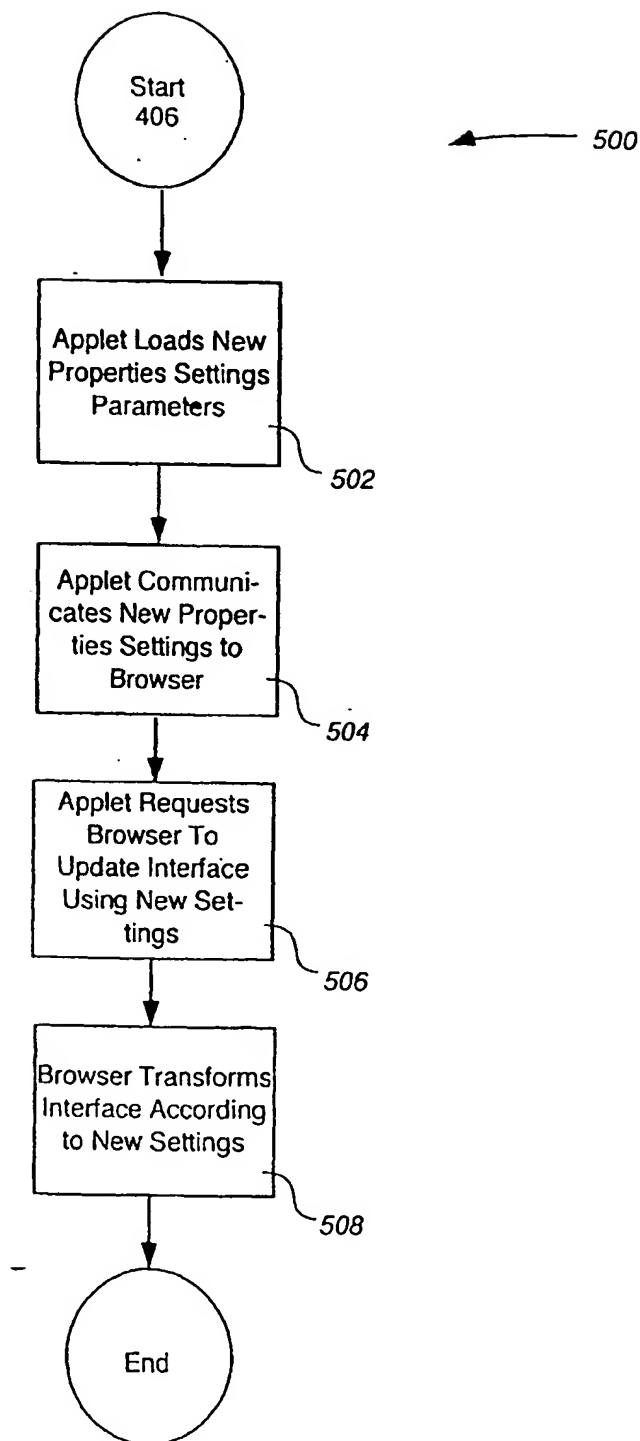 Start
406
500
Applet Loads New
Properties Settings
Parameters
502
Applet Communi-
cates New Proper-
ties Settings to
Browser
504
Applet Requests
Browser To
Update Interface
Using New Set-
tings
506
Browser Transforms
Interface According
to New Settings
508
End